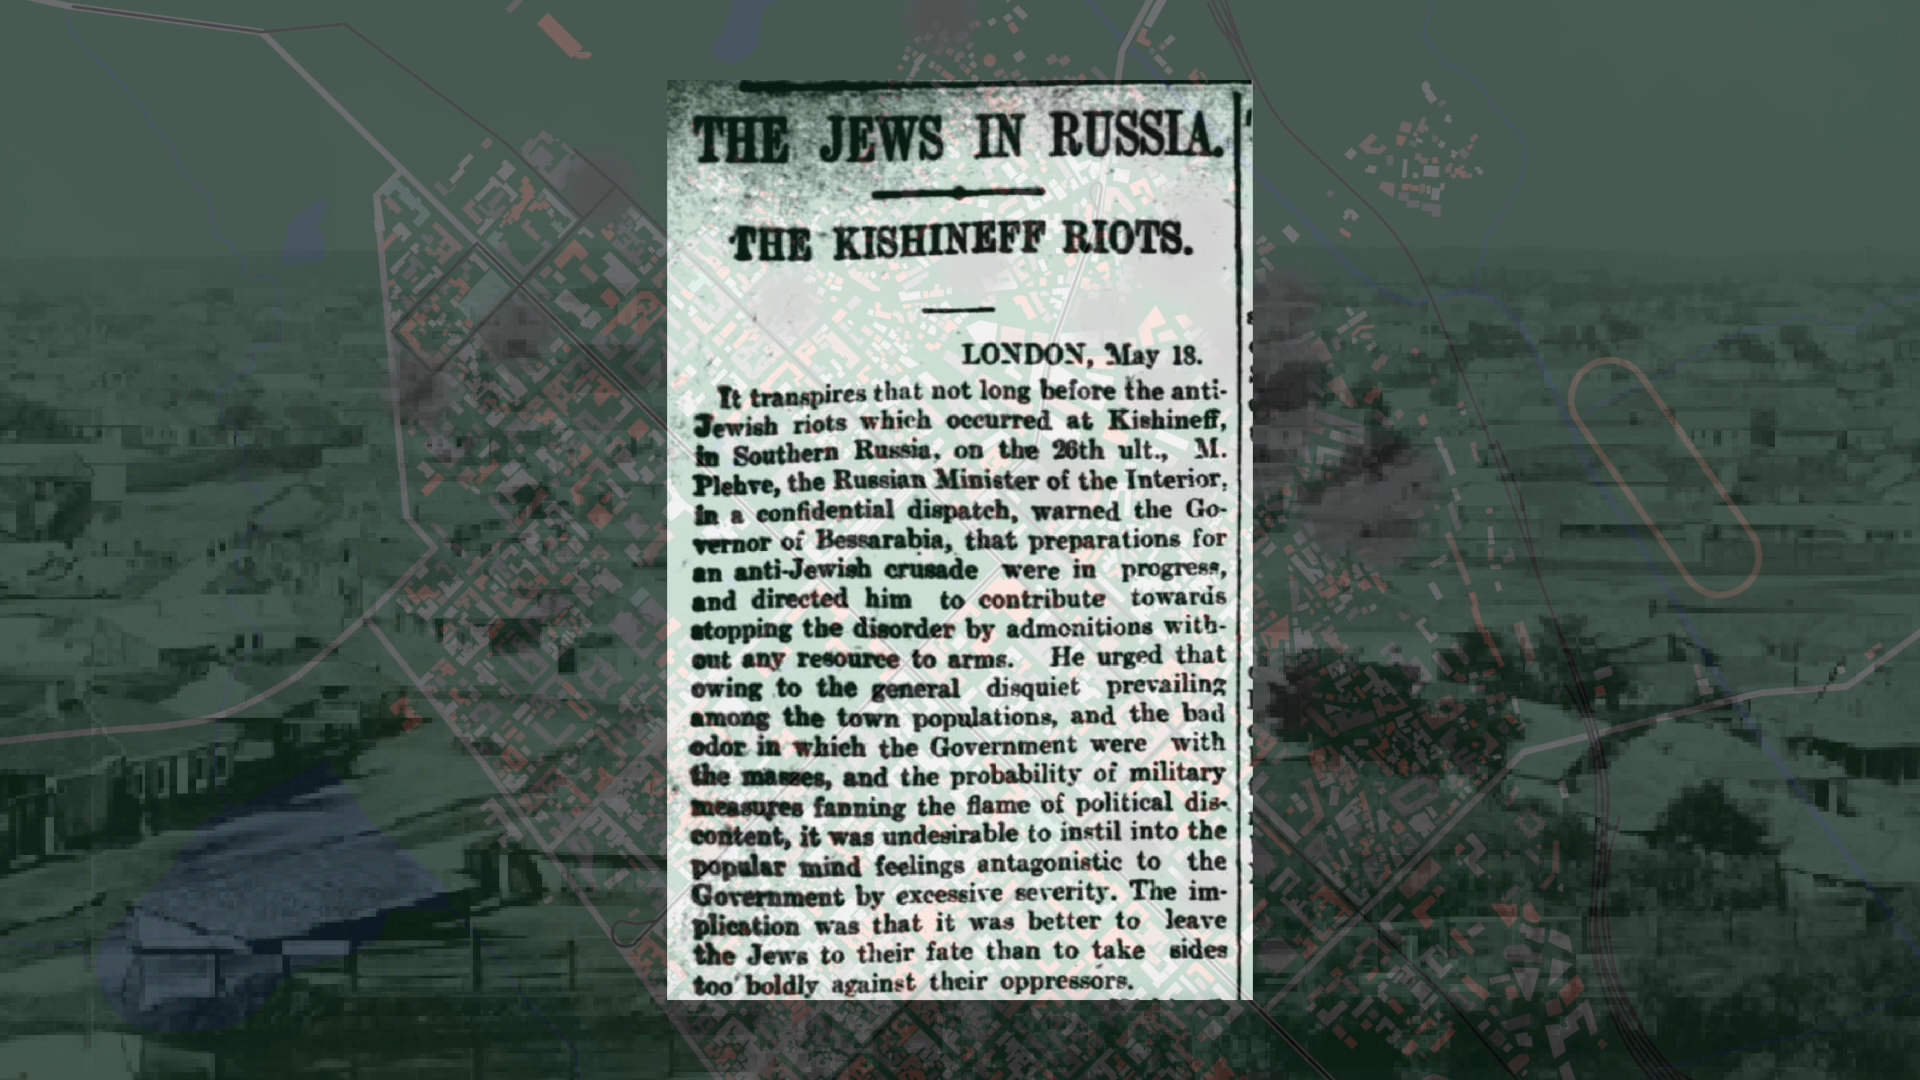 THE JEWS IN RUSSIA.
THE KISHINEFF RIOTS.
LONDON, May 18.
It transpires that not long before the anti-
Jewish riots which occurred at Kishineff,
in Southern Russia, on the 26th ult., M.
Plehve, the Russian Minister of the Interior,
in a confidential dispatch, warned the Go-
vernor of Bessarabia, that preparations for
an anti-Jewish crusade were in progress,
and directed him to contribute towards
stopping the disorder by admonitions with-
out any resource to arms. He urged that
owing to the general disquiet prevailing
among the town populations, and the bad
odor in which the Government were with
the masses, and the probability of military
measures fanning the flame of political dis-
content, it was undesirable to instil into the
popular mind feelings antagonistic to the
Government by excessive severity. The im-
plication was that it was better to leave
the Jews to their fate than to take sides
too boldly against their oppressors.